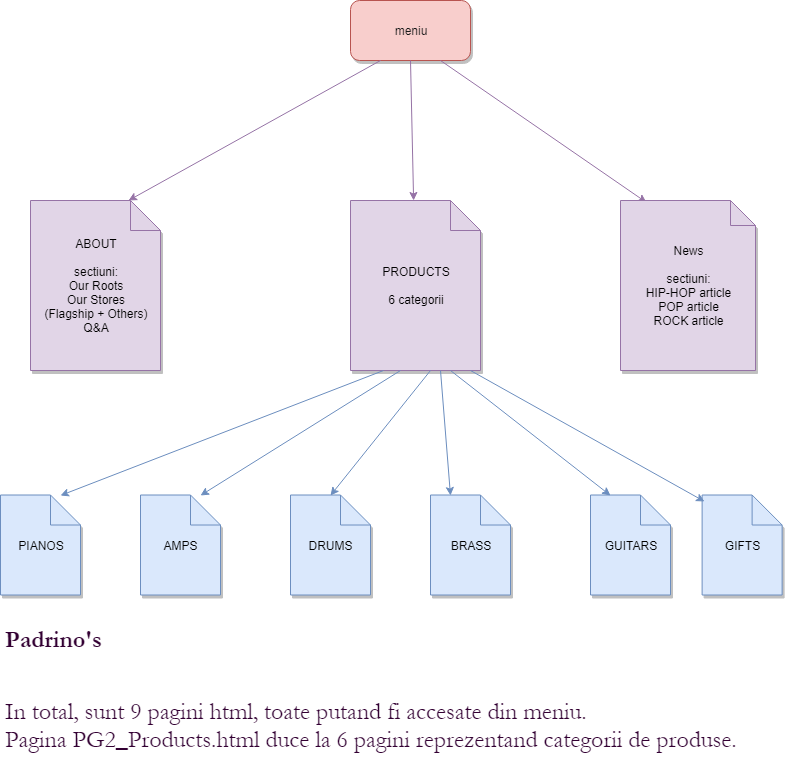 meniu
ABOUT
sectiuni:
Our Roots
Our Stores
(Flagship + Others)
Q&A
PRODUCTS
6 categorii
News
sectiuni:
HIP-HOP article
POP article
ROCK article
PIANOS
AMPS
DRUMS
BRASS
GUITARS
GIFTS
Padrino's
In total, sunt 9 pagini html, toate putand fi accesate din meniu.
Pagina PG2_Products.html duce la 6 pagini reprezentand categorii de produse.